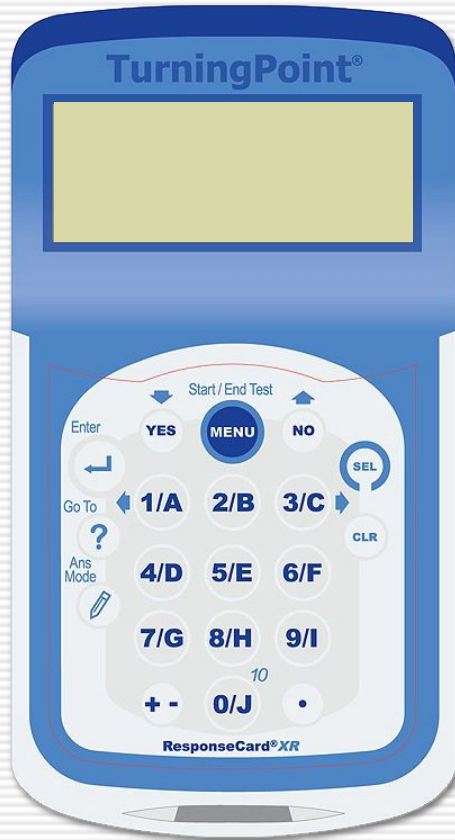 TurningPoint®
Start / End Test
Enter
YES
MENU
NO
SEL
Go To
1/A
2/B
3/C
?
CLR
Ans
Mode
4/D
5/E
6/F
7/G
8/H
9/I
10
+ -
0/J
•
ResponseCard®XR